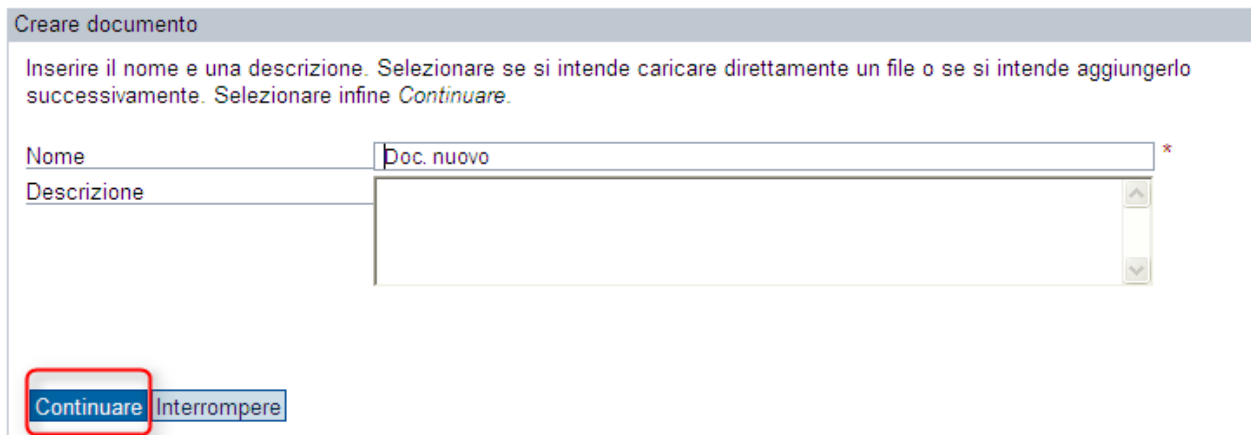 Creare documento
Inserire il nome e una descrizione. Selezionare se si intende caricare direttamente un file o se si intende aggiungerlo
successivamente. Selezionare infine Continuare.
Nome Doc. nuovo *
Descrizione
Continuare Interrompere